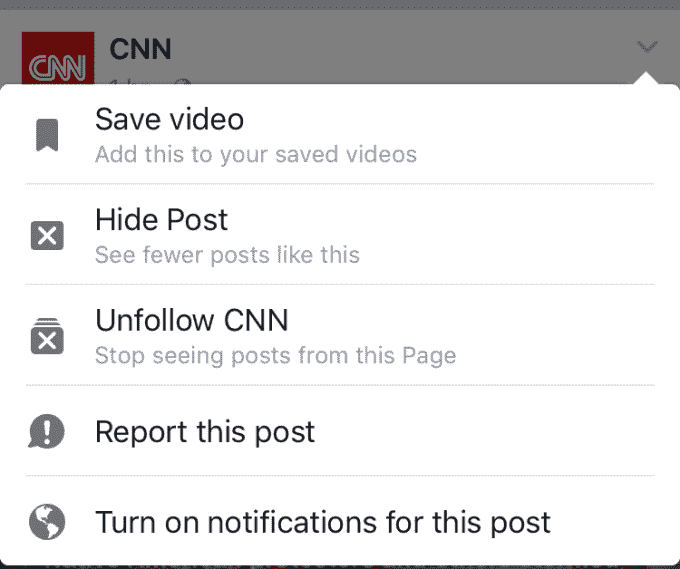 CNN
CNN
Save video
Add this to your saved videos
Hide Post
See fewer posts like this
Unfollow CNN
Stop seeing posts from this Page
Report this post
Turn on notifications for this post